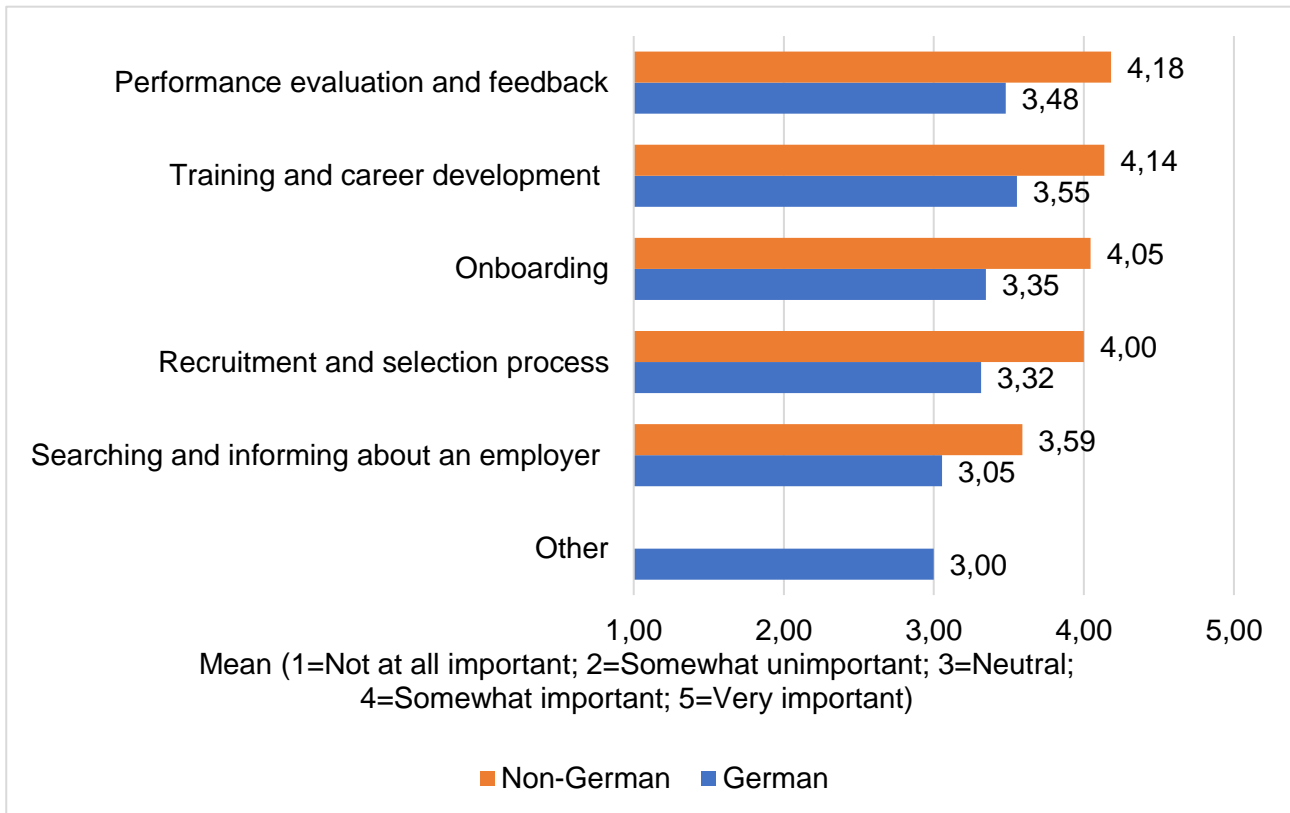 Performance evaluation and feedback
4,18
3,48
Training and career development
4,14
3,55
Onboarding
4,05
3,35
Recruitment and selection process
4,00
3,32
Searching and informing about an employer
3,59
3,05
Other
3,00
1,00 2,00 3,00 4,00 5,00
Mean (1=Not at all important; 2=Somewhat unimportant; 3=Neutral;
4=Somewhat important; 5=Very important)
Non-German German